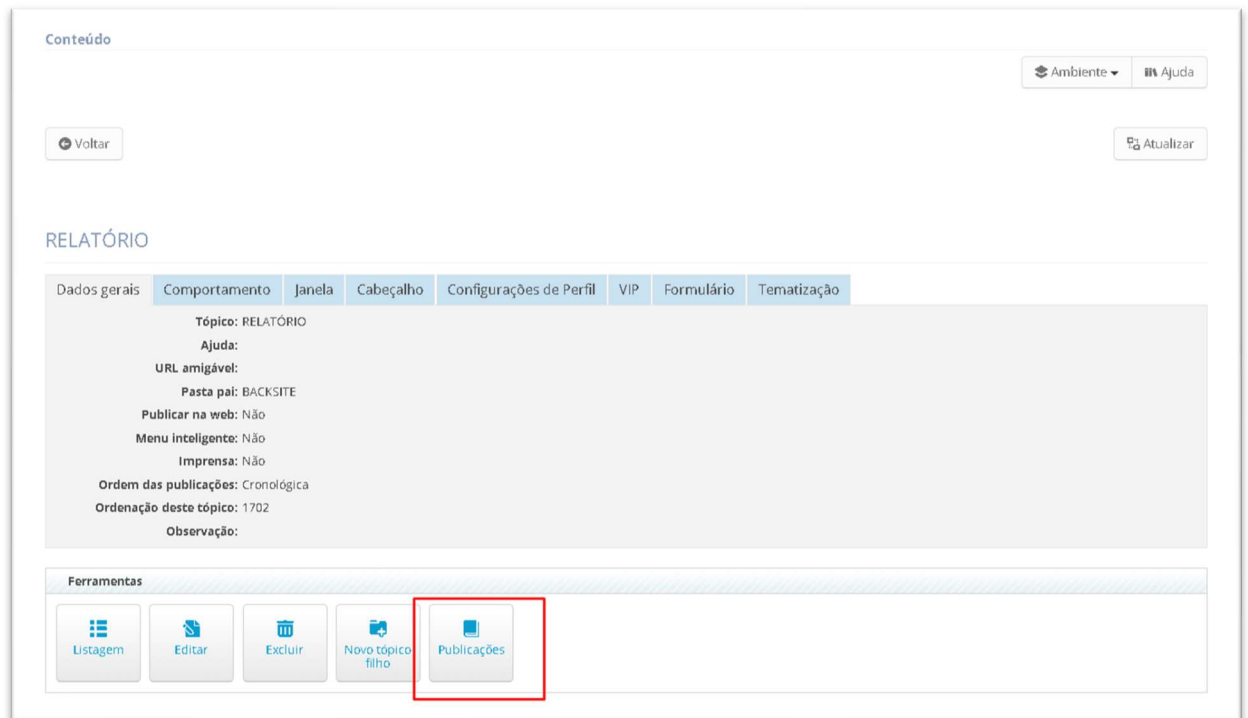 Conteúdo
Ambiente Ajuda
Voltar Atualizar
RELATÓRIO
Dados gerais Comportamento Janela Cabeçalho Configurações de Perfil VIP Formulário Tematização
Tópico: RELATÓRIO
Ajuda:
URL amigável:
Pasta pai: BACKSITE
Publicar na web: Não
Menu inteligente: Não
Imprensa: Não
Ordem das publicações: Cronológica
Ordenação deste tópico: 1702
Observação:
Ferramentas
Listagem Editar Excluir Novo tópico Publicações
filho